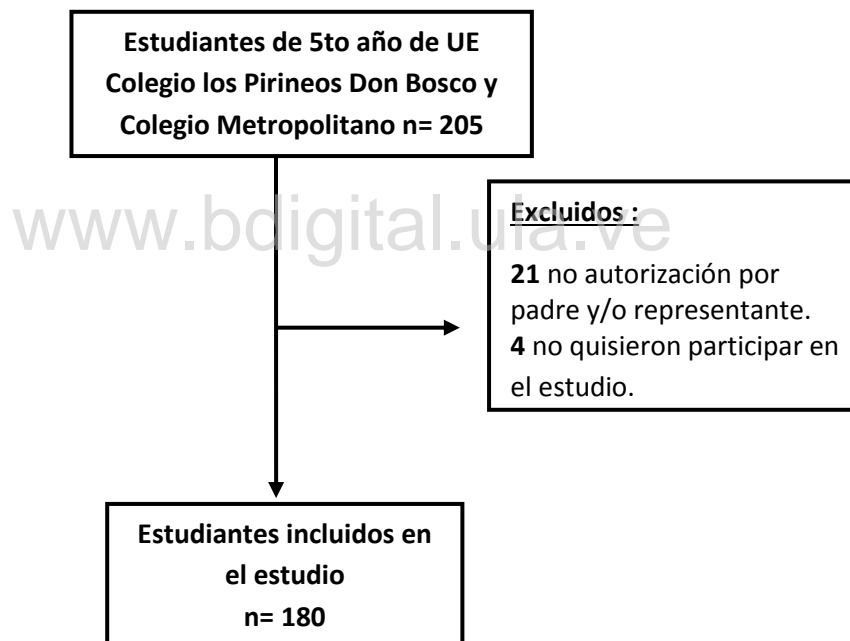 Estudiantes de 5to año de UE
Colegio los Pirineos Don Bosco y
Colegio Metropolitano n= 205
www.bdigital.ula.ve
Excluidos :
21 no autorización por
padre y/o representante.
4 no quisieron participar en
el estudio.
Estudiantes incluidos en
el estudio
n= 180